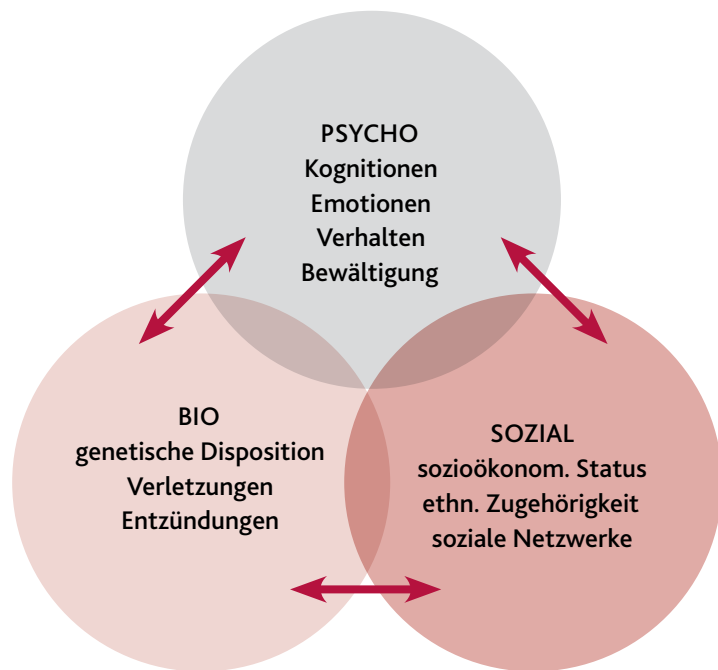 PSYCHO
Kognitionen
Emotionen
Verhalten
Bewältigung
BIO
genetische Disposition
Verletzungen
Entzündungen
SOZIAL
sozioökonom. Status
ethn. Zugehörigkeit
soziale Netzwerke